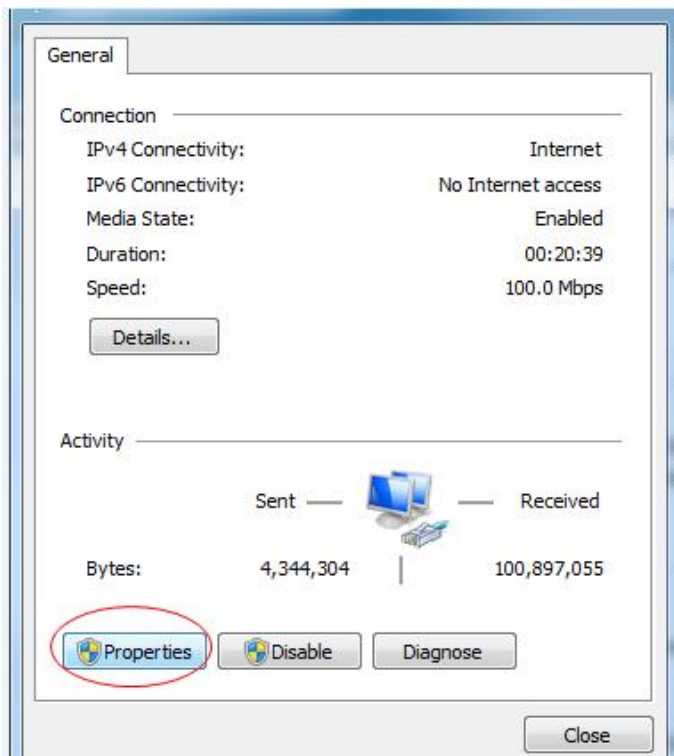 General
Connection
IPv4 Connectivity: Internet
IPv6 Connectivity: No Internet access
Media State: Enabled
Duration: 00:20:39
Speed: 100.0 Mbps
Details...
Activity
Sent Received
Bytes: 4,344,304 100,897,055
Properties Disable Diagnose
Close